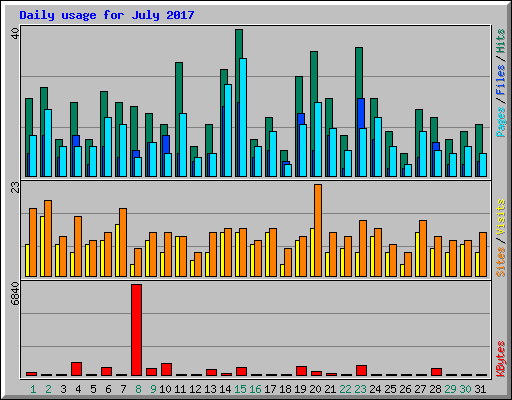 Daily usage for July 2017
40
Pages / Files / Hits
23
Sites / Visits
6840
KBytes
1 2 3 4 5 6 7 8 9 10 11 12 13 14 15 16 17 18 19 20 21 22 23 24 25 26 27 28 29 30 31